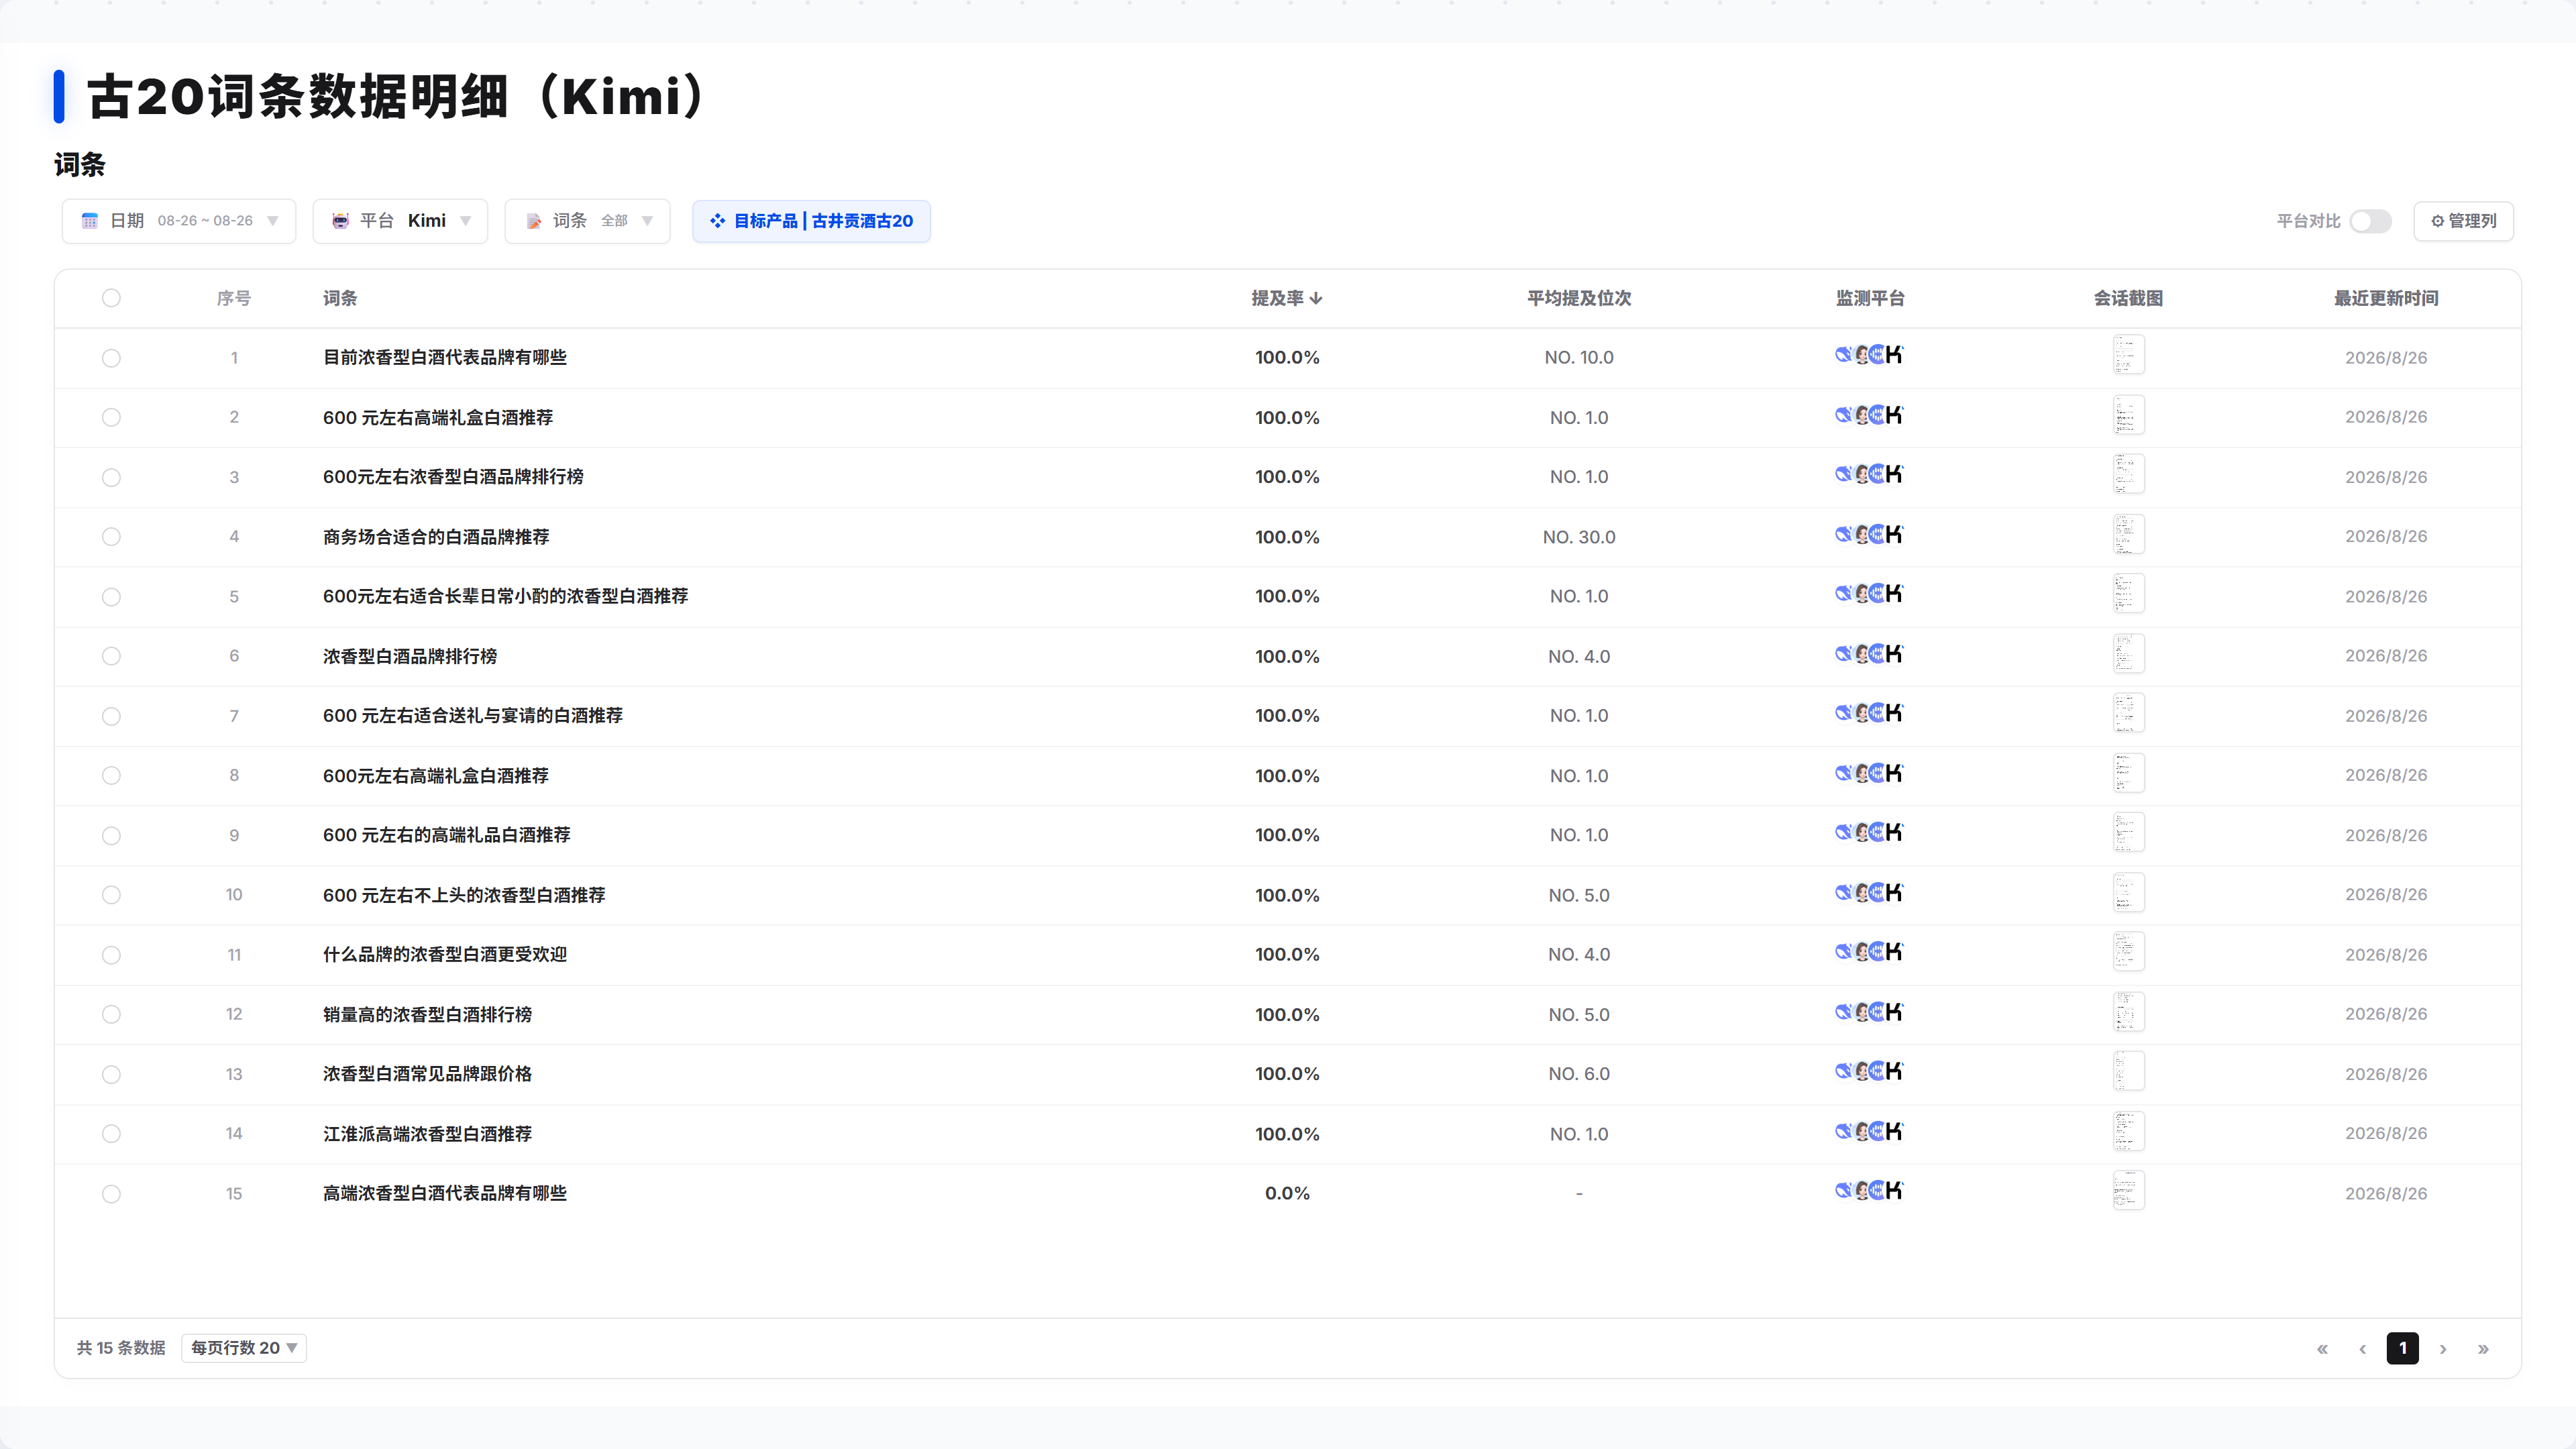 古20词条数据明细（Kimi）
词条
日期 08-26 ~ 08-26 平台 Kimi 词条 全部 目标产品 | 古井贡酒古20 平台对比 管理列
序号 词条 提及率 ↓ 平均提及位次 监测平台 会话截图 最近更新时间
1 目前浓香型白酒代表品牌有哪些 100.0% NO. 10.0 2026/8/26
2 600 元左右高端礼盒白酒推荐 100.0% NO. 1.0 2026/8/26
3 600元左右浓香型白酒品牌排行榜 100.0% NO. 1.0 2026/8/26
4 商务场合适合的白酒品牌推荐 100.0% NO. 30.0 2026/8/26
5 600元左右适合长辈日常小酌的浓香型白酒推荐 100.0% NO. 1.0 2026/8/26
6 浓香型白酒品牌排行榜 100.0% NO. 4.0 2026/8/26
7 600 元左右适合送礼与宴请的白酒推荐 100.0% NO. 1.0 2026/8/26
8 600元左右高端礼盒白酒推荐 100.0% NO. 1.0 2026/8/26
9 600 元左右的高端礼品白酒推荐 100.0% NO. 1.0 2026/8/26
10 600 元左右不上头的浓香型白酒推荐 100.0% NO. 5.0 2026/8/26
11 什么品牌的浓香型白酒更受欢迎 100.0% NO. 4.0 2026/8/26
12 销量高的浓香型白酒排行榜 100.0% NO. 5.0 2026/8/26
13 浓香型白酒常见品牌跟价格 100.0% NO. 6.0 2026/8/26
14 江淮派高端浓香型白酒推荐 100.0% NO. 1.0 2026/8/26
15 高端浓香型白酒代表品牌有哪些 0.0% - 2026/8/26
共 15 条数据 每页行数 20 « ‹ 1 › »